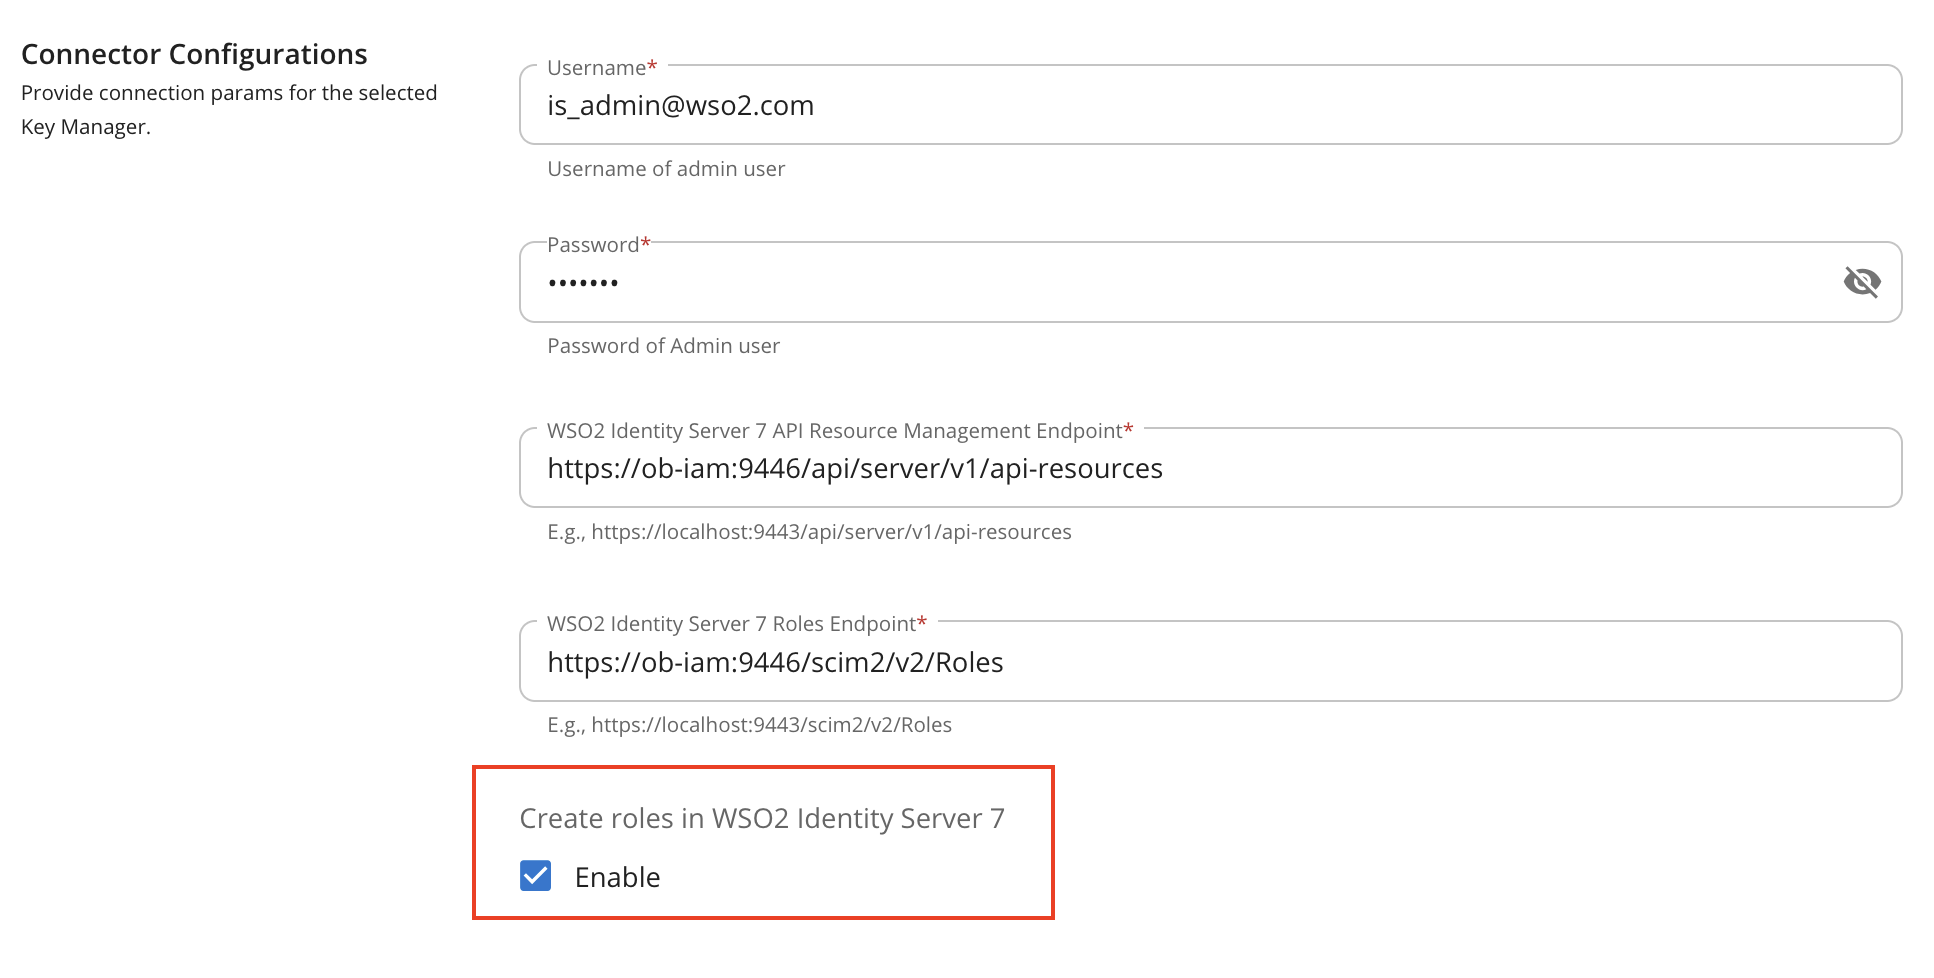 Connector Configurations
Provide connection params for the selected
Key Manager.
Username*
is_admin@wso2.com
Username of admin user
Password*
•••••••
Password of Admin user
WSO2 Identity Server 7 API Resource Management Endpoint*
https://ob-iam:9446/api/server/v1/api-resources
E.g., https://localhost:9443/api/server/v1/api-resources
WSO2 Identity Server 7 Roles Endpoint*
https://ob-iam:9446/scim2/v2/Roles
E.g., https://localhost:9443/scim2/v2/Roles
Create roles in WSO2 Identity Server 7
Enable